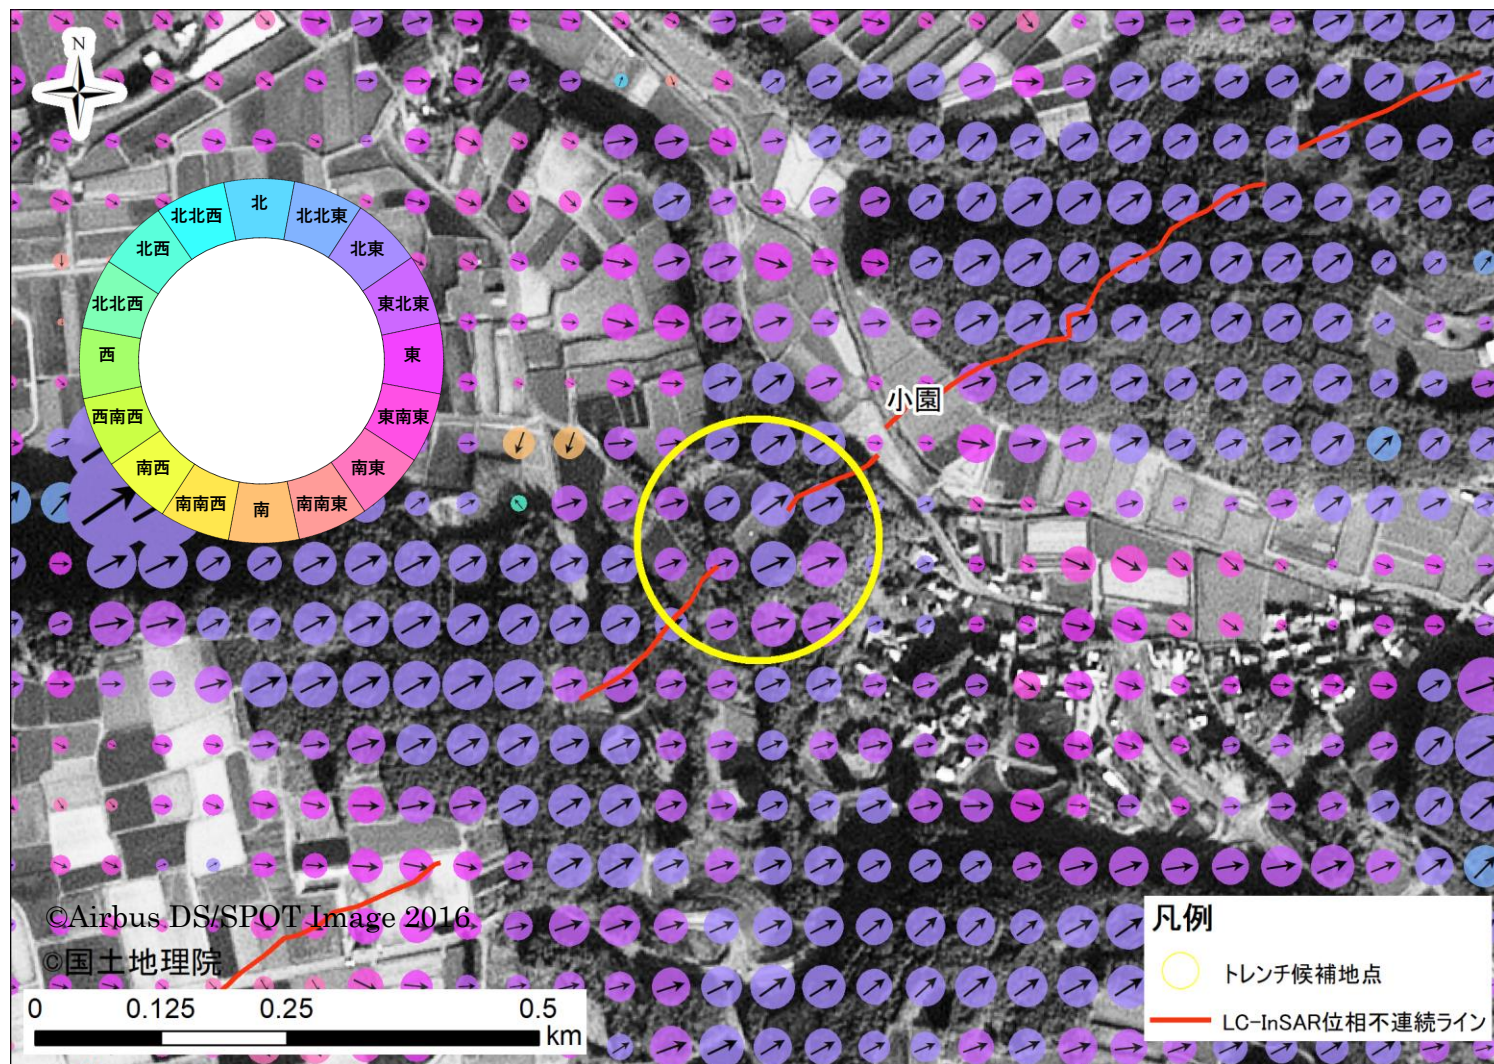 N
北
北北東
北東
東北東
東
東南東
南東
南南東
南
南南西
南西
西南西
西
北北西
北西
北北西
小園
©Airbus DS/SPOT Image 2016
©国土地理院
0 0.125 0.25 0.5
km
凡例
トレンチ候補地点
LC-InSAR位相不連続ライン